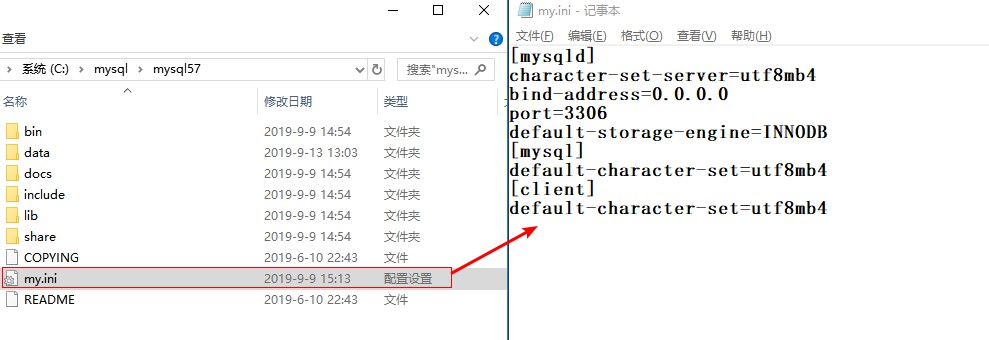 查看
系统 (C:) > mysql > mysql57
搜索"mys...
名称 修改日期 类型
bin 2019-9-9 14:54 文件夹
data 2019-9-13 13:03 文件夹
docs 2019-9-9 14:54 文件夹
include 2019-9-9 14:54 文件夹
lib 2019-9-9 14:54 文件夹
share 2019-9-9 14:54 文件夹
COPYING 2019-6-10 22:43 文件
my.ini 2019-9-9 15:13 配置设置
README 2019-6-10 22:43 文件
my.ini - 记事本
文件(F) 编辑(E) 格式(O) 查看(V) 帮助(H)
[mysqld]
character-set-server=utf8mb4
bind-address=0.0.0.0
port=3306
default-storage-engine=INNODB
[mysql]
default-character-set=utf8mb4
[client]
default-character-set=utf8mb4